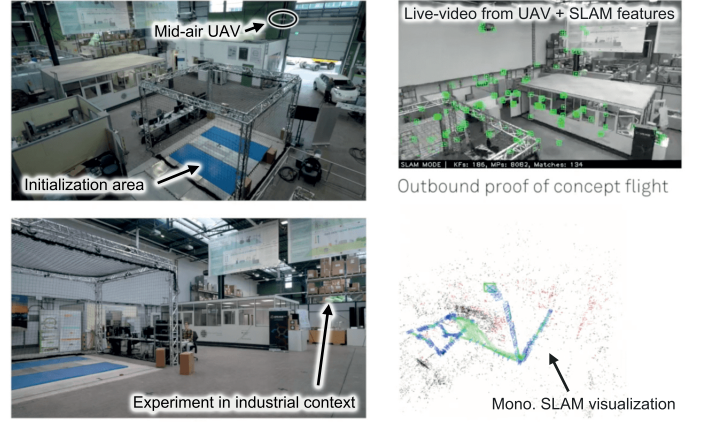 Mid-air UAV
Live-video from UAV + SLAM features
Initialization area
SLAM MODE | KFs: 186, MPs: 8082, Matches: 134
Outbound proof of concept flight
Experiment in industrial context
Mono. SLAM visualization